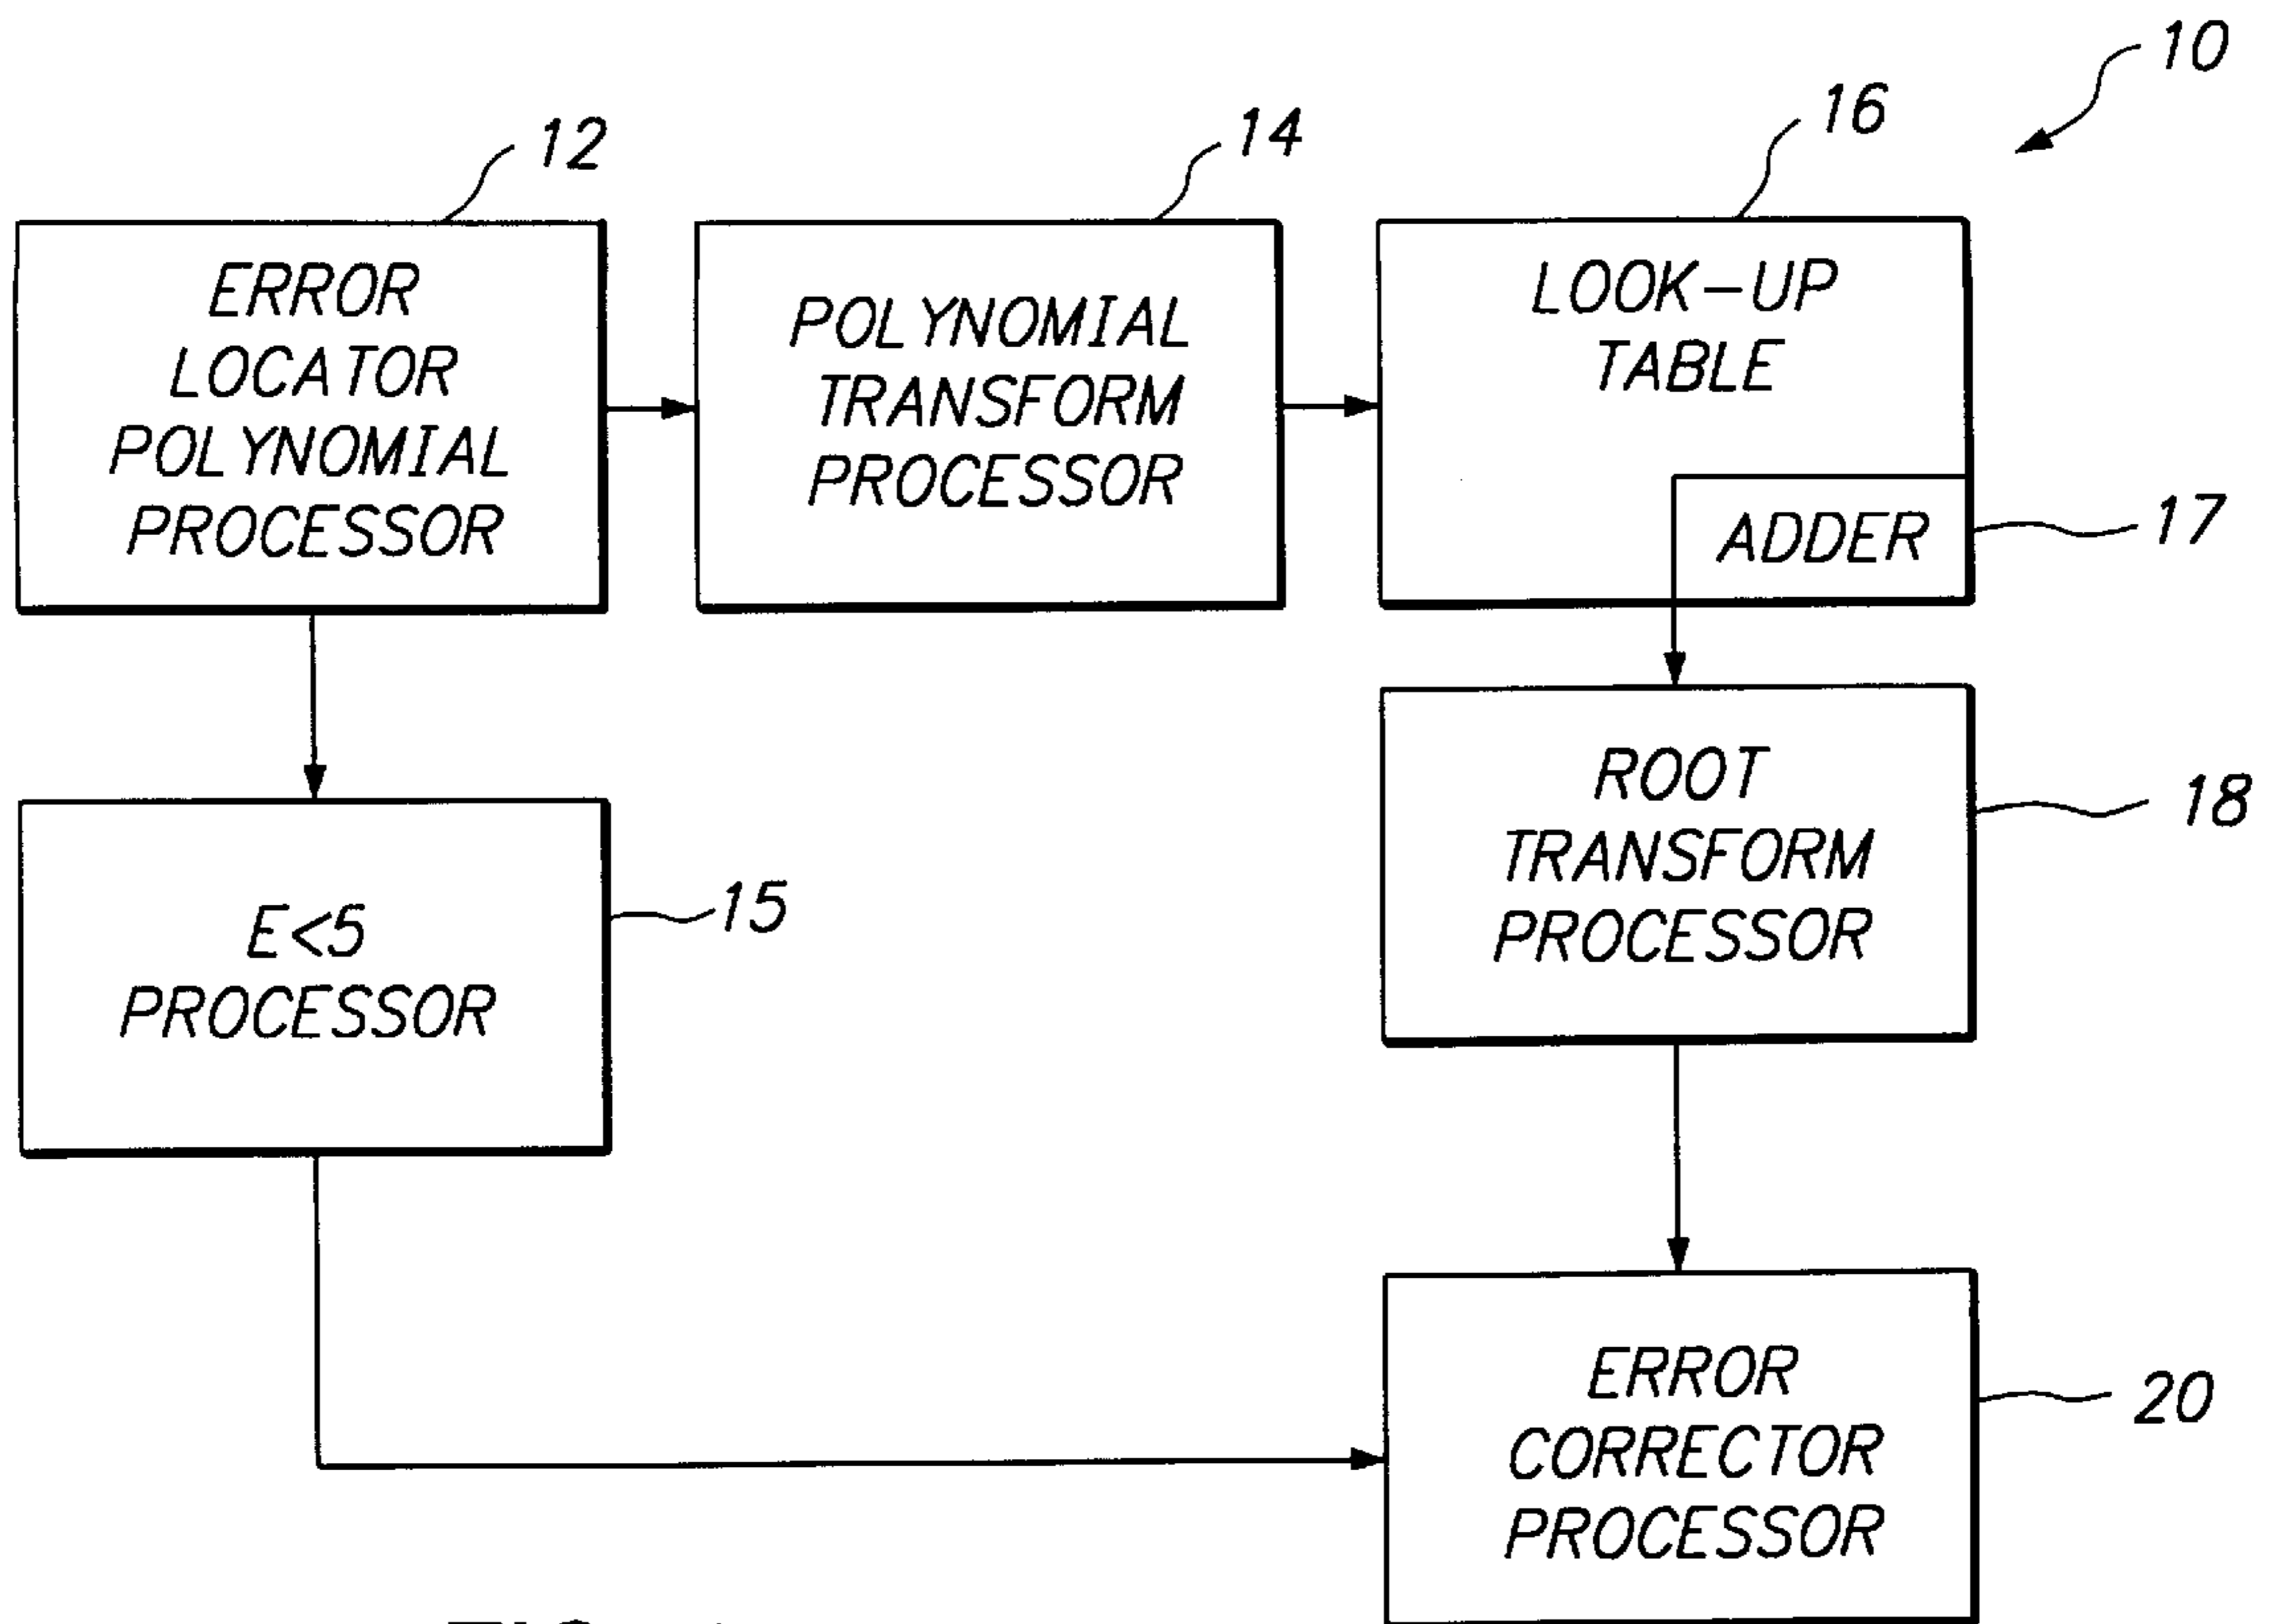 10
12
14
16
ERROR
LOCATOR
POLYNOMIAL
PROCESSOR
POLYNOMIAL
TRANSFORM
PROCESSOR
LOOK-UP
TABLE
ADDER
17
E<5
PROCESSOR
15
ROOT
TRANSFORM
PROCESSOR
18
ERROR
CORRECTOR
PROCESSOR
20